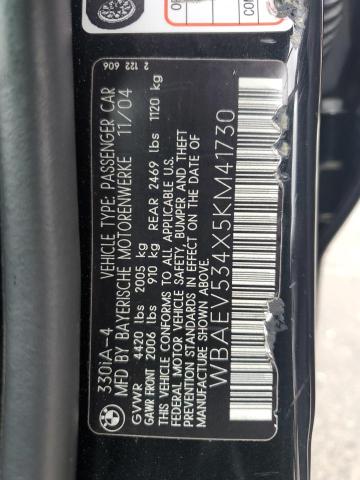 330iA-4 VEHICLE TYPE: PASSENGER CAR
MFD BY BAYERISCHE MOTORENWERKE 11/04
GVWR 4420 lbs 2005 kg
GAWR FRONT 2006 lbs 910 kg REAR 2469 lbs 1120 kg
THIS VEHICLE CONFORMS TO ALL APPLICABLE U.S.
FEDERAL MOTOR VEHICLE SAFETY, BUMPER AND THEFT
PREVENTION STANDARDS IN EFFECT ON THE DATE OF
MANUFACTURE SHOWN ABOVE.
WBAEV534X5KM41730
2 122 606